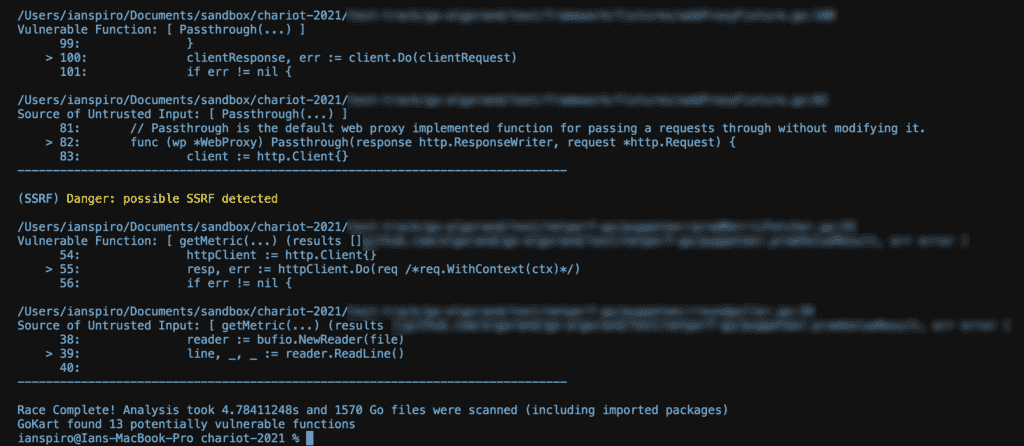 /Users/ianspiro/Documents/sandbox/chariot-2021/
Vulnerable Function: [ Passthrough(...) ]
99: }
> 100: clientResponse, err := client.Do(clientRequest)
101: if err != nil {
/Users/ianspiro/Documents/sandbox/chariot-2021/
Source of Untrusted Input: [ Passthrough(...) ]
81: // Passthrough is the default web proxy implemented function for passing a requests through without modifying it.
> 82: func (wp *WebProxy) Passthrough(response http.ResponseWriter, request *http.Request) {
83: client := http.Client{}
------------------------------------------------------------------------------
(SSRF) Danger: possible SSRF detected
/Users/ianspiro/Documents/sandbox/chariot-2021/
Vulnerable Function: [ getMetric(...) (results []
54: httpClient := http.Client{}
> 55: resp, err := httpClient.Do(req /*req.WithContext(ctx)*/)
56: if err != nil {
/Users/ianspiro/Documents/sandbox/chariot-2021/
Source of Untrusted Input: [ getMetric(...) (results
38: reader := bufio.NewReader(file)
> 39: line, _, _ := reader.ReadLine()
40:
------------------------------------------------------------------------------
Race Complete! Analysis took 4.78411248s and 1570 Go files were scanned (including imported packages)
GoKart found 13 potentially vulnerable functions
ianspiro@Ians-MacBook-Pro chariot-2021 %